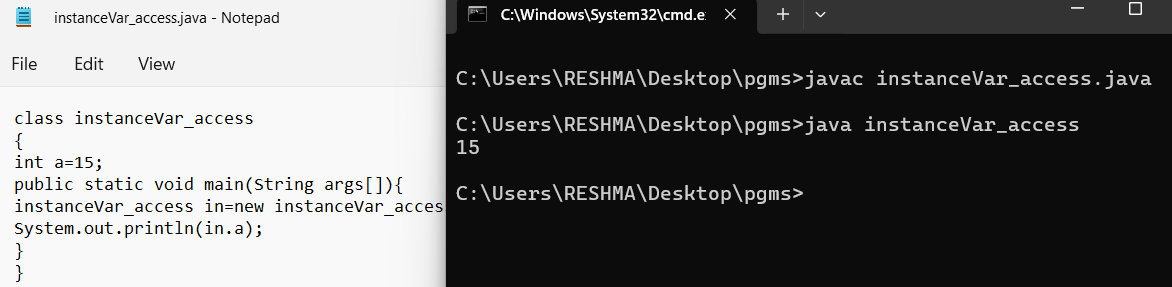 instanceVar_access.java - Notepad
File Edit View
class instanceVar_access
{
int a=15;
public static void main(String args[]){
instanceVar_access in=new instanceVar_acces
System.out.println(in.a);
}
}
C:\Windows\System32\cmd.e
C:\Users\RESHMA\Desktop\pgms>javac instanceVar_access.java
C:\Users\RESHMA\Desktop\pgms>java instanceVar_access
15
C:\Users\RESHMA\Desktop\pgms>